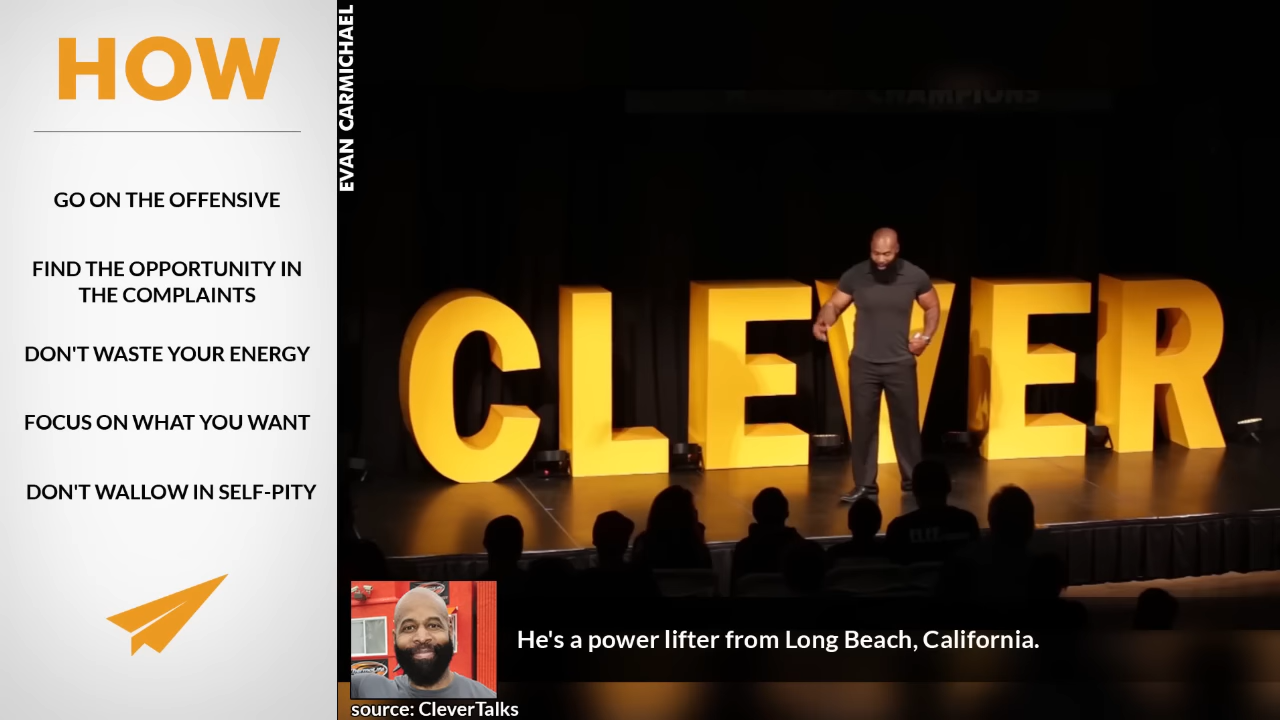 HOW
GO ON THE OFFENSIVE
FIND THE OPPORTUNITY IN
THE COMPLAINTS
DON'T WASTE YOUR ENERGY
FOCUS ON WHAT YOU WANT
DON'T WALLOW IN SELF-PITY
EVAN CARMICHAEL
CHAMPIONS
CLEVER
He's a power lifter from Long Beach, California.
source: CleverTalks